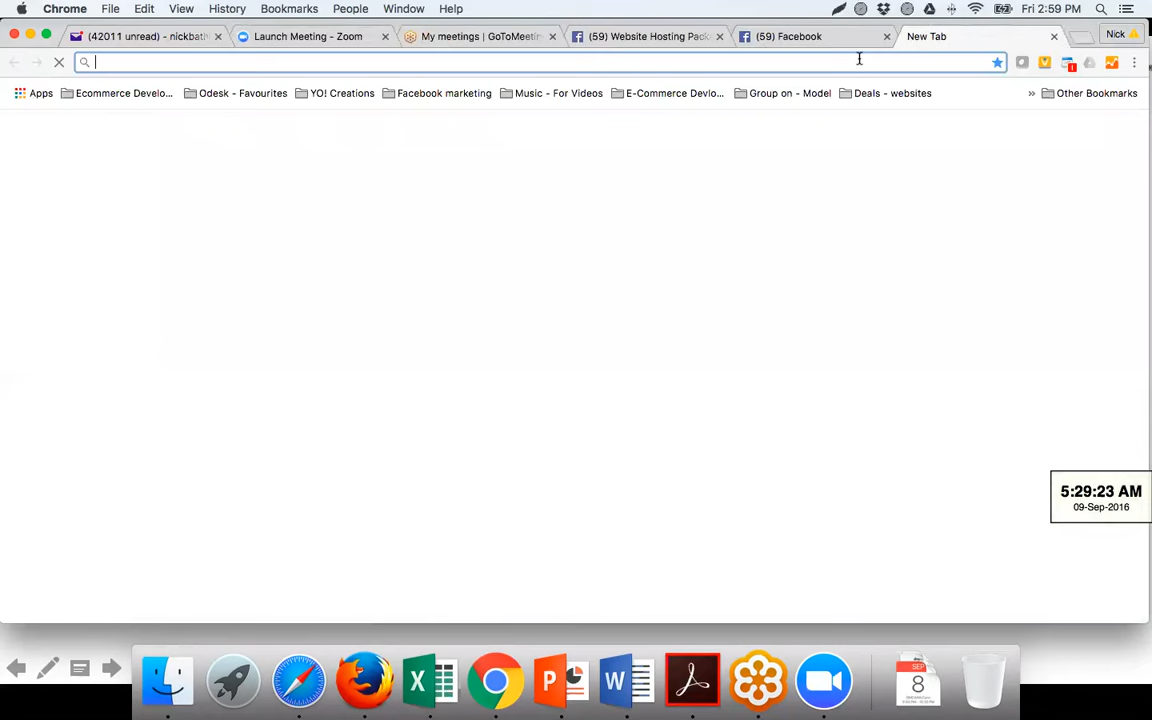 Chrome File Edit View History Bookmarks People Window Help Fri 2:59 PM
(42011 unread) - nickbath Launch Meeting - Zoom My meetings | GoToMeetin (59) Website Hosting Pack (59) Facebook New Tab Nick
Apps Ecommerce Develo... Odesk - Favourites YO! Creations Facebook marketing Music - For Videos E-Commerce Devlo... Group on - Model Deals - websites » Other Bookmarks
5:29:23 AM
09-Sep-2016
SEP
8